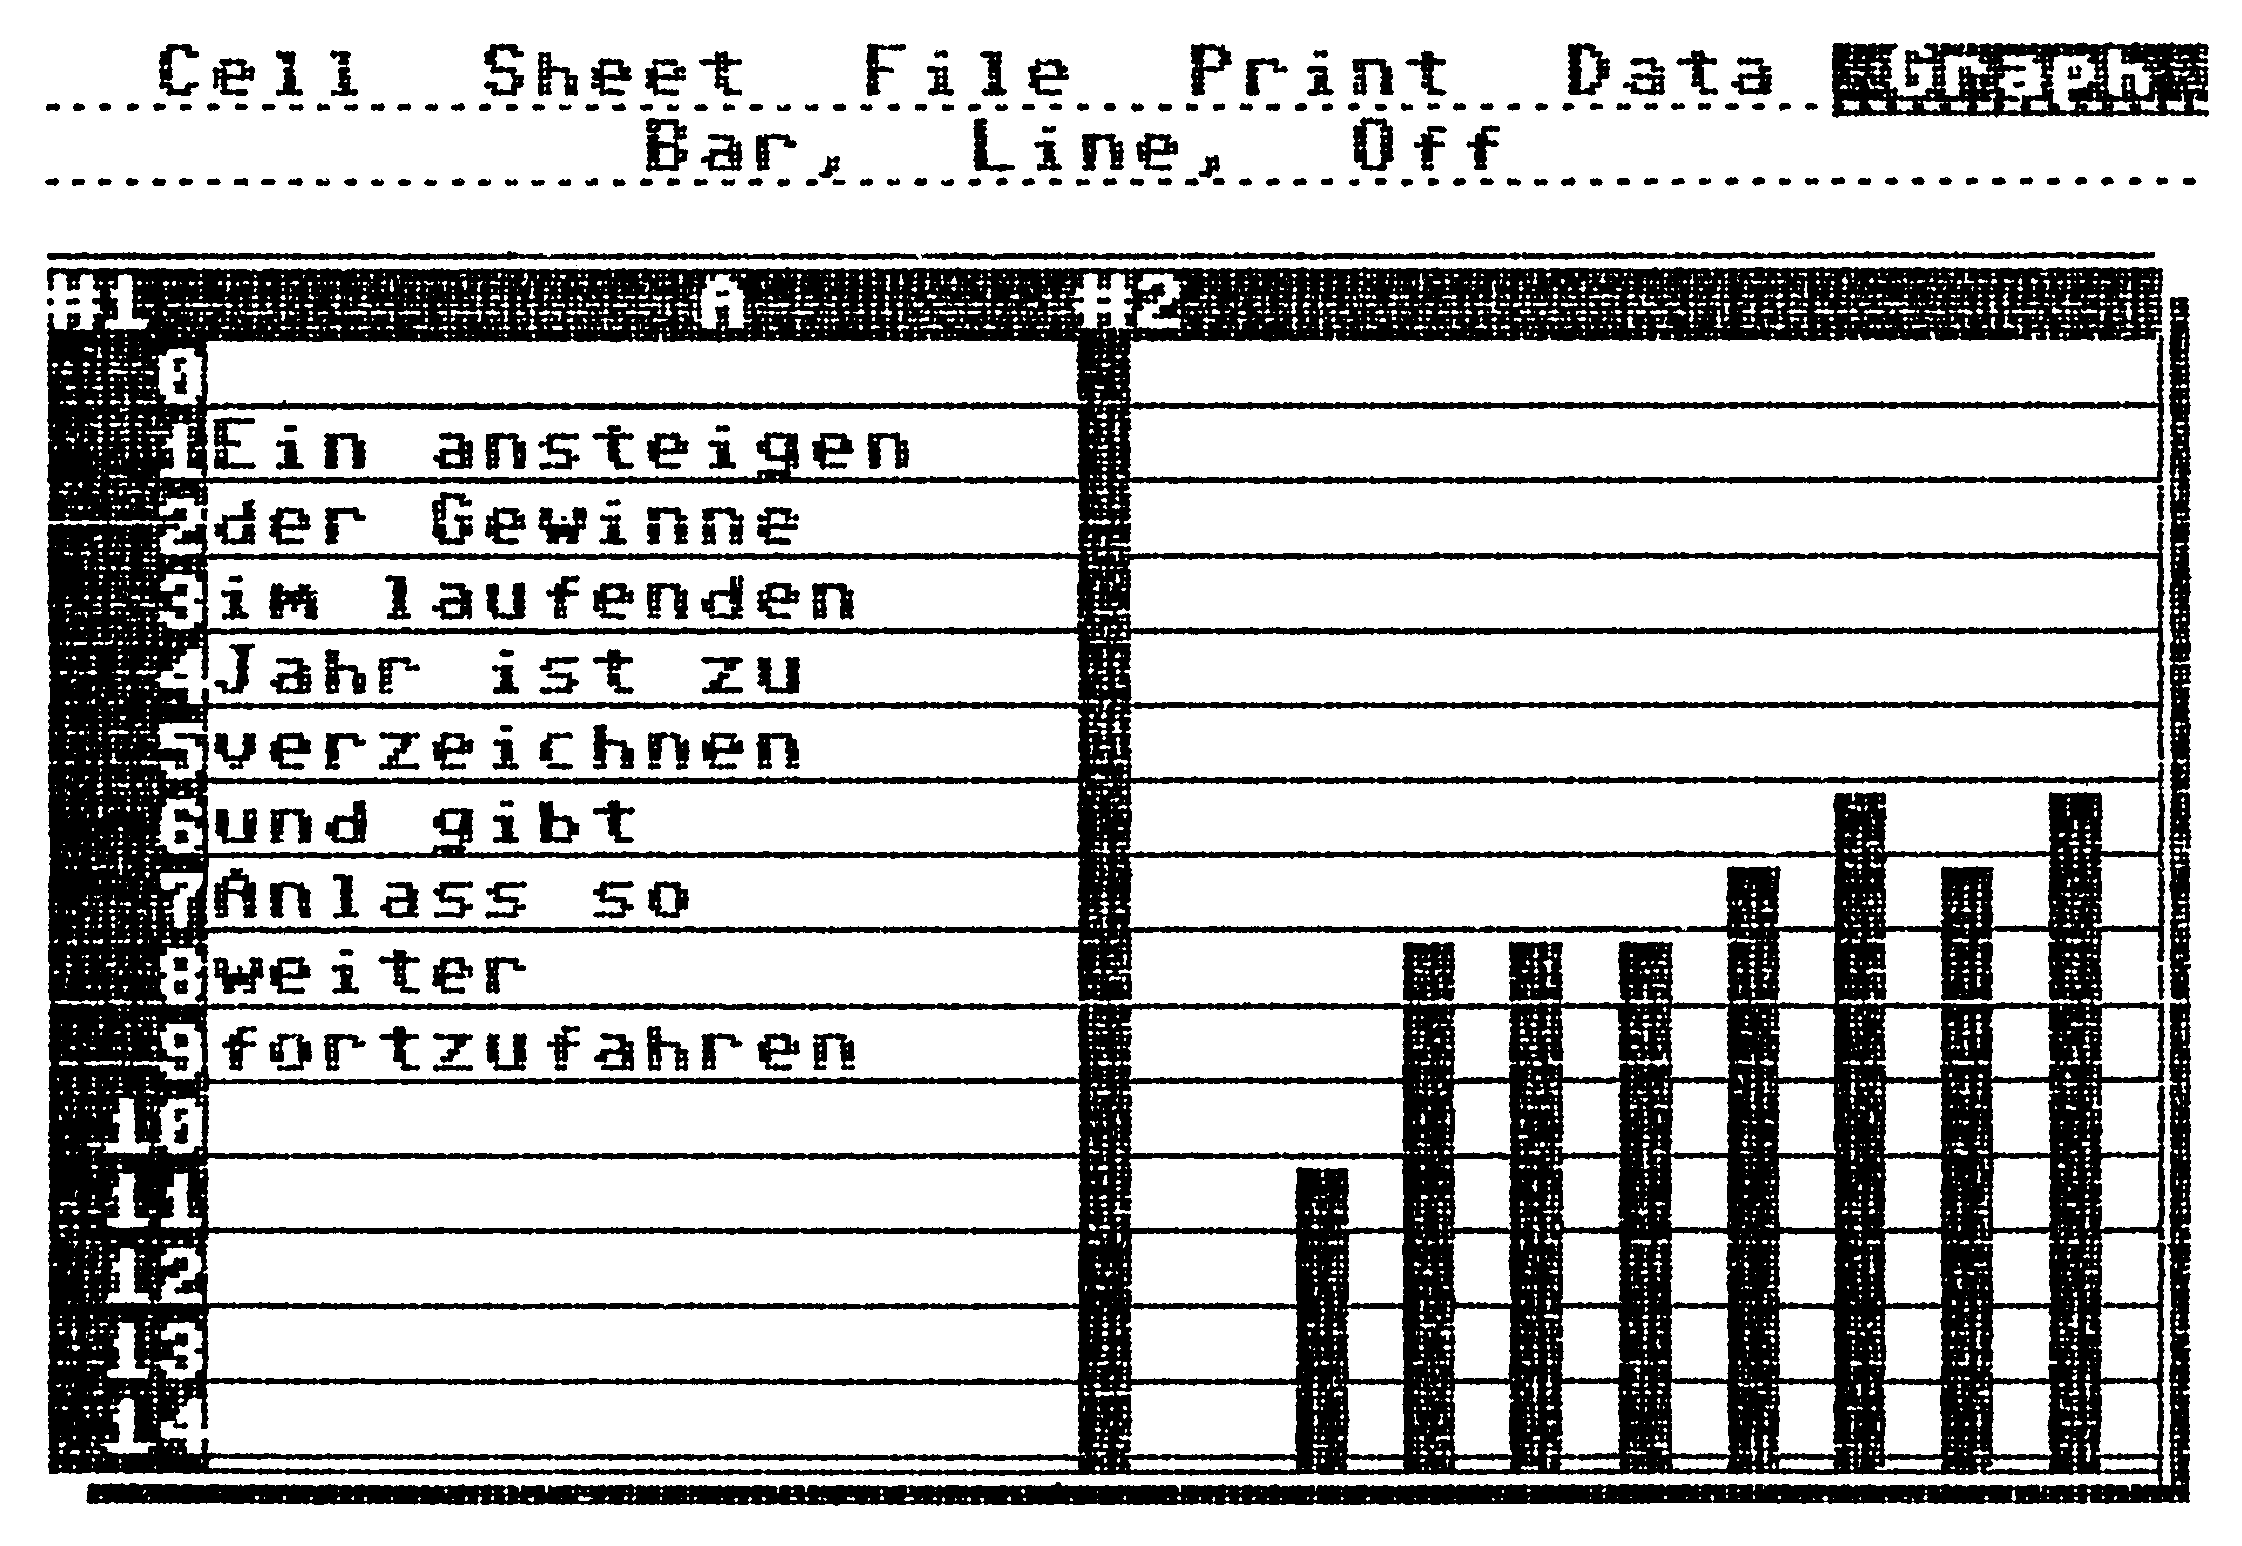 Cell Sheet File Print Data Graph
Bar, Line, Off
#1 A #2
0
1 Ein ansteigen
2 der Gewinne
3 im laufenden
4 Jahr ist zu
5 verzeichnen
6 und gibt
7 Anlass so
8 weiter
9 fortzufahren
10
11
12
13
14